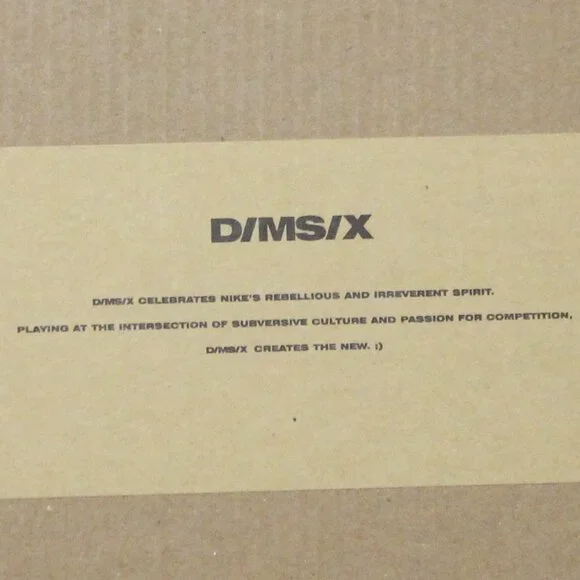 D/MS/X
D/MS/X CELEBRATES NIKE'S REBELLIOUS AND IRREVERENT SPIRIT.
PLAYING AT THE INTERSECTION OF SUBVERSIVE CULTURE AND PASSION FOR COMPETITION,
D/MS/X CREATES THE NEW. ;)